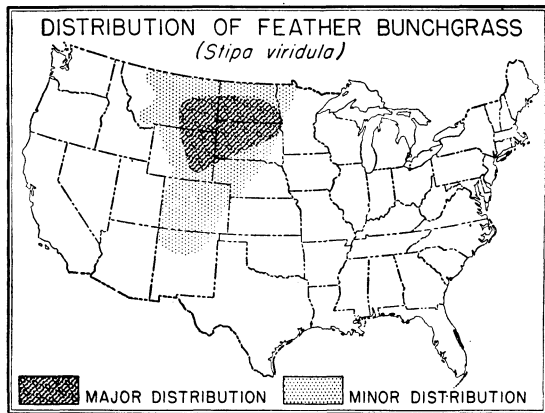 DISTRIBUTION OF FEATHER BUNCHGRASS
(Stipa viridula)
MAJOR DISTRIBUTION
MINOR DISTRIBUTION